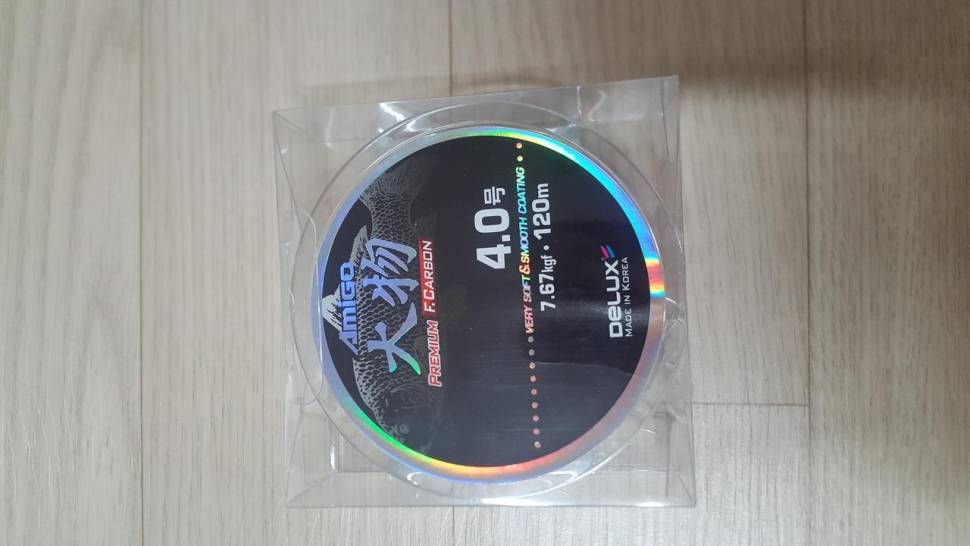 AMIGO
大物
PREMIUM F.CARBON
4.0号
VERY SOFT & SMOOTH COATING
7.67kgf • 120m
DELUX
MADE IN KOREA